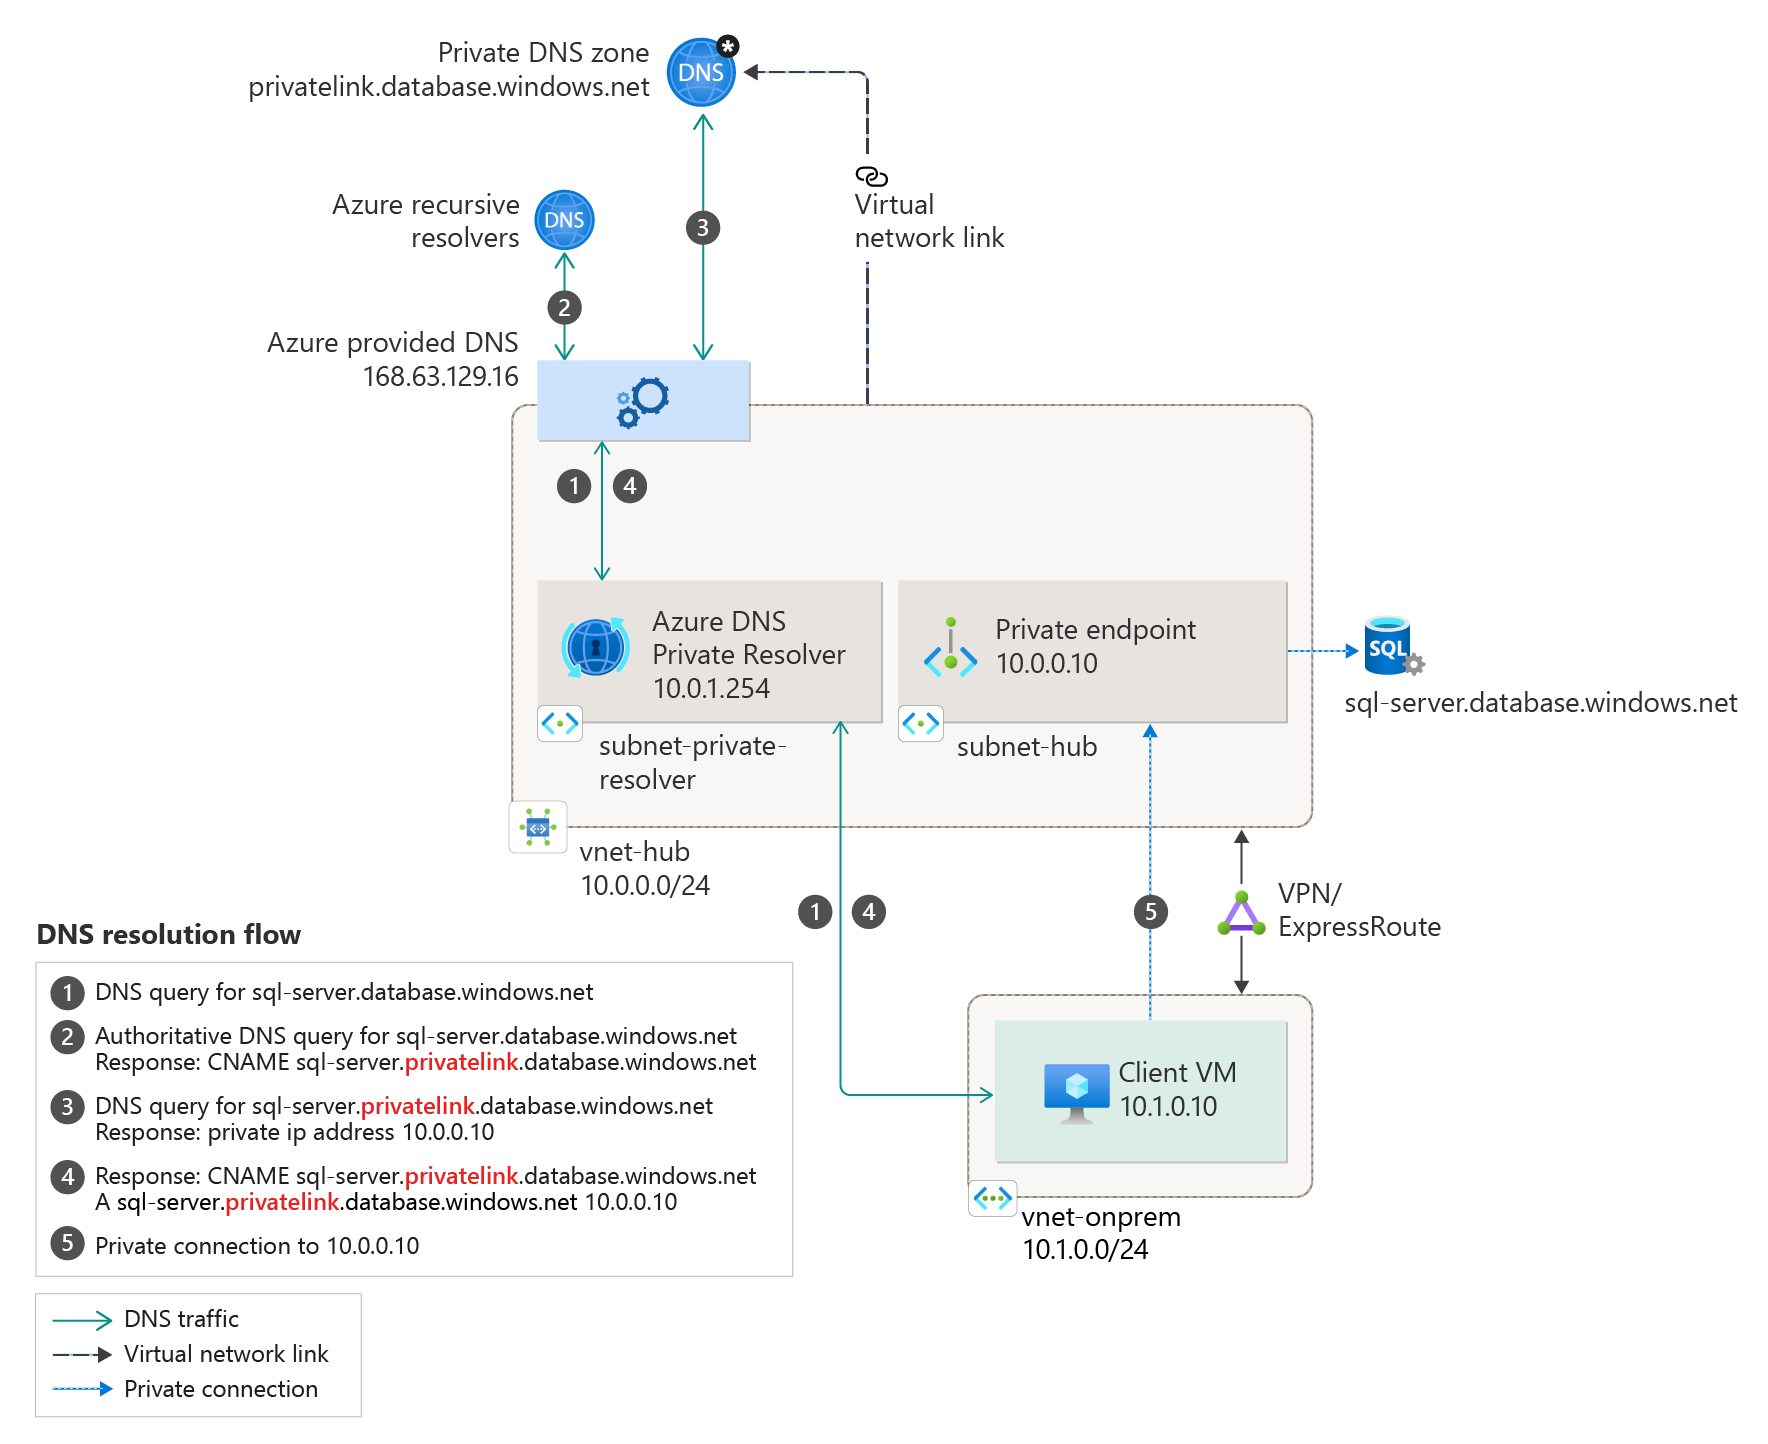 Private DNS zone
privatelink.database.windows.net
DNS
*
Azure recursive
resolvers
DNS
3
Virtual
network link
2
Azure provided DNS
168.63.129.16
1
4
Azure DNS
Private Resolver
10.0.1.254
Private endpoint
10.0.0.10
SQL
sql-server.database.windows.net
subnet-private-
resolver
subnet-hub
vnet-hub
10.0.0.0/24
1
4
5
VPN/
ExpressRoute
Client VM
10.1.0.10
vnet-onprem
10.1.0.0/24
DNS resolution flow
1 DNS query for sql-server.database.windows.net
2 Authoritative DNS query for sql-server.database.windows.net
Response: CNAME sql-server.privatelink.database.windows.net
3 DNS query for sql-server.privatelink.database.windows.net
Response: private ip address 10.0.0.10
4 Response: CNAME sql-server.privatelink.database.windows.net
A sql-server.privatelink.database.windows.net 10.0.0.10
5 Private connection to 10.0.0.10
DNS traffic
Virtual network link
Private connection